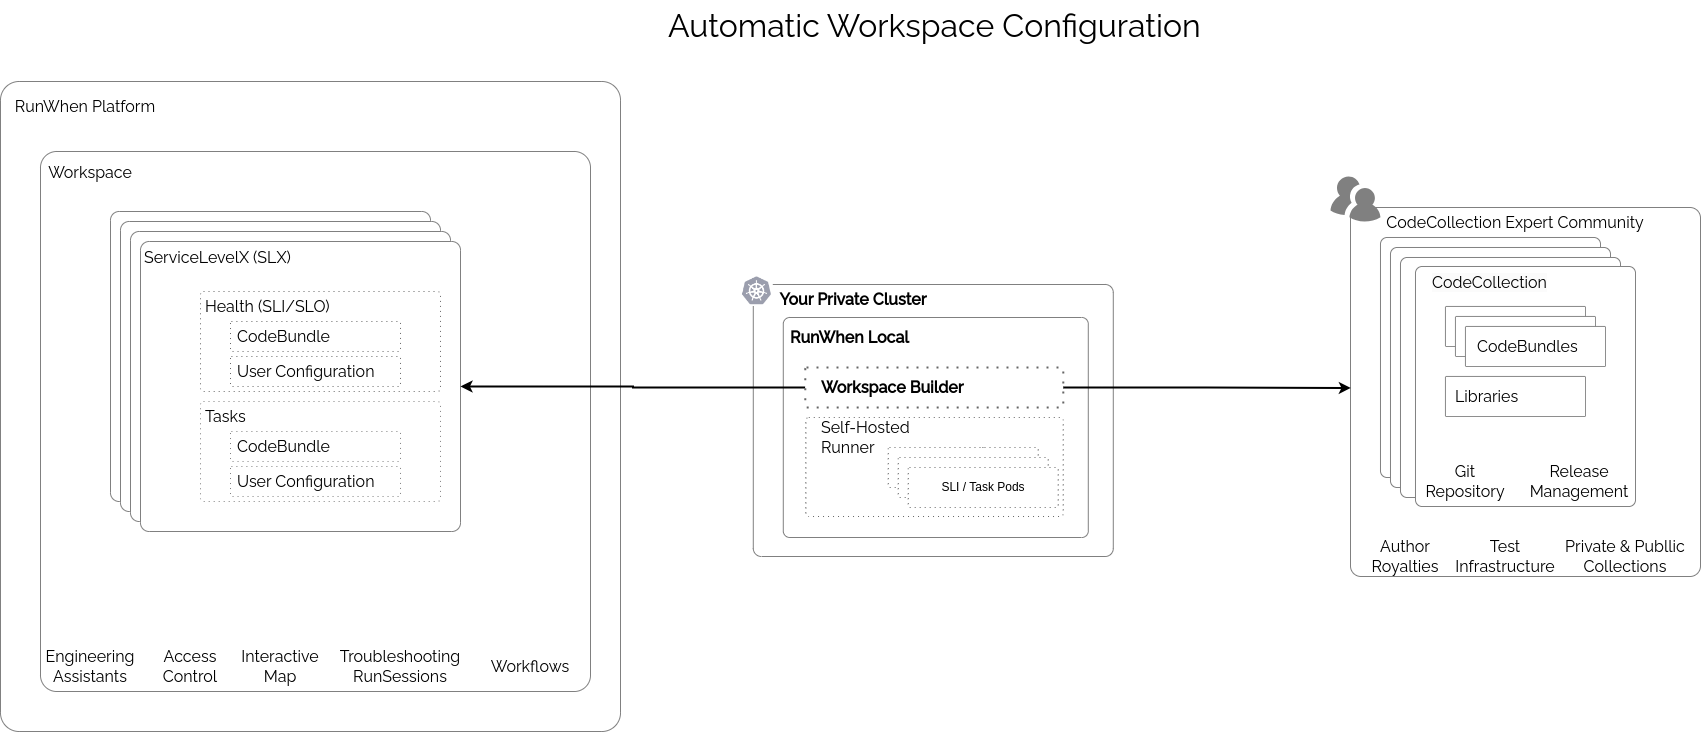 Automatic Workspace Configuration
RunWhen Platform
Workspace
ServiceLevelX (SLX)
Health (SLI/SLO)
CodeBundle
User Configuration
Tasks
CodeBundle
User Configuration
Engineering
Assistants
Access
Control
Interactive
Map
Troubleshooting
RunSessions
Workflows
Your Private Cluster
RunWhen Local
Workspace Builder
Self-Hosted
Runner
SLI / Task Pods
CodeCollection Expert Community
CodeCollection
CodeBundles
Libraries
Git
Repository
Release
Management
Author
Royalties
Test
Infrastructure
Private & Publlic
Collections